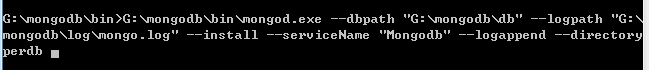 G:\mongodb\bin>G:\mongodb\bin\mongod.exe --dbpath "G:\mongodb\db" --logpath "G:\
mongodb\log\mongo.log" --install --serviceName "Mongodb" --logappend --directory
perdb